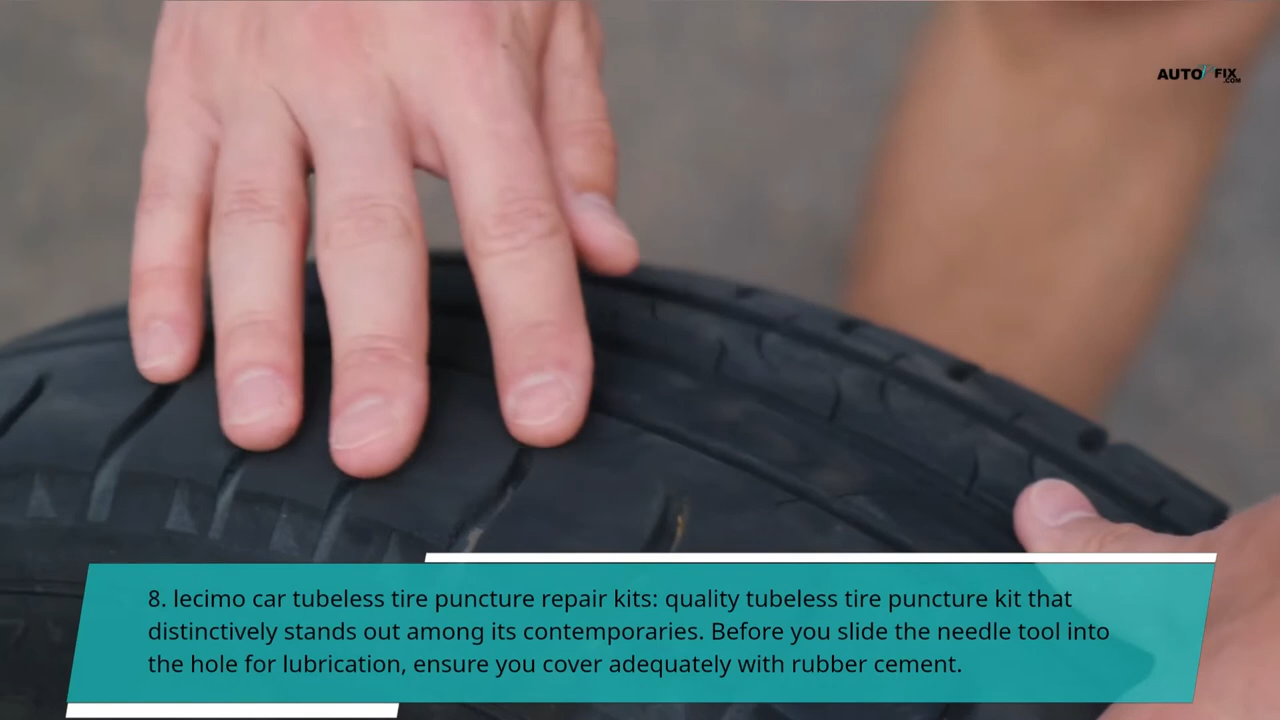 AUTO FIX
.COM
8. lecimo car tubeless tire puncture repair kits: quality tubeless tire puncture kit that
distinctively stands out among its contemporaries. Before you slide the needle tool into
the hole for lubrication, ensure you cover adequately with rubber cement.